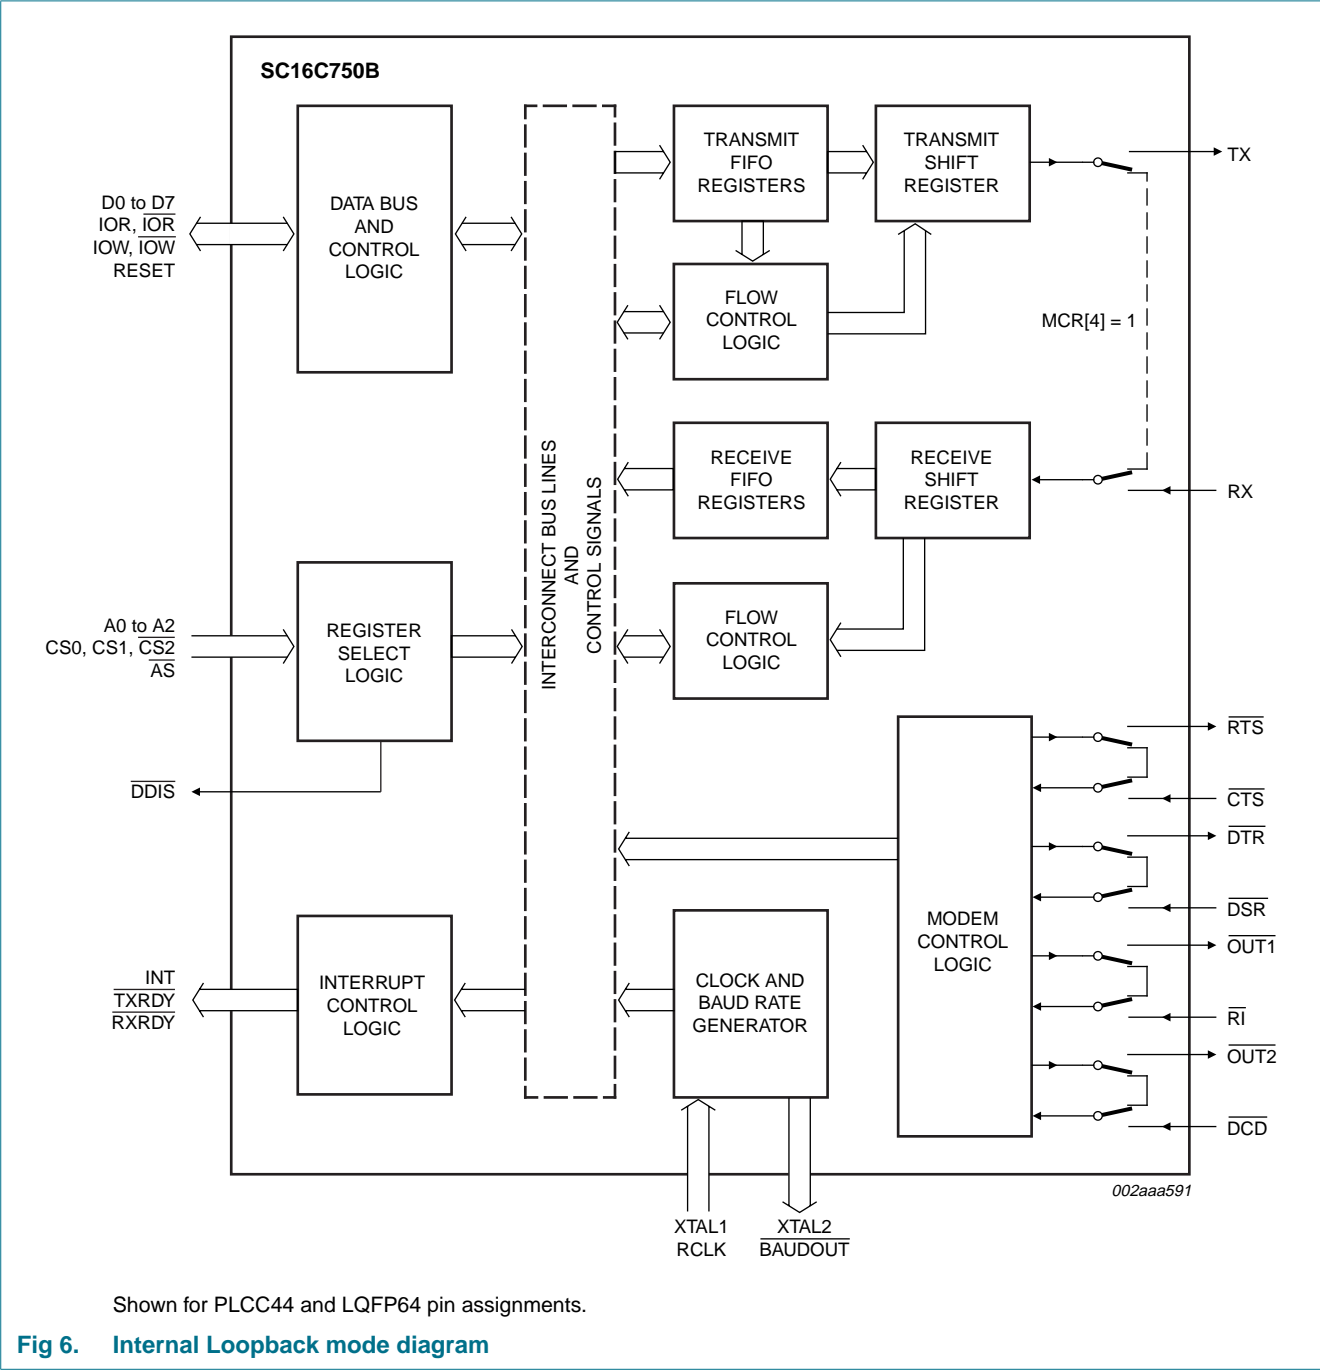 SC16C750B
D0 to D7
IOR, IOR
IOW, IOW
RESET
DATA BUS
AND
CONTROL
LOGIC
TRANSMIT
FIFO
REGISTERS
TRANSMIT
SHIFT
REGISTER
TX
FLOW
CONTROL
LOGIC
MCR[4] = 1
INTERCONNECT BUS LINES
AND
CONTROL SIGNALS
RECEIVE
FIFO
REGISTERS
RECEIVE
SHIFT
REGISTER
RX
A0 to A2
CS0, CS1, CS2
AS
REGISTER
SELECT
LOGIC
FLOW
CONTROL
LOGIC
DDIS
RTS
CTS
DTR
DSR
OUT1
RI
OUT2
DCD
MODEM
CONTROL
LOGIC
INT
TXRDY
RXRDY
INTERRUPT
CONTROL
LOGIC
CLOCK AND
BAUD RATE
GENERATOR
002aaa591
XTAL1
RCLK
XTAL2
BAUDOUT
Shown for PLCC44 and LQFP64 pin assignments.
Fig 6. Internal Loopback mode diagram